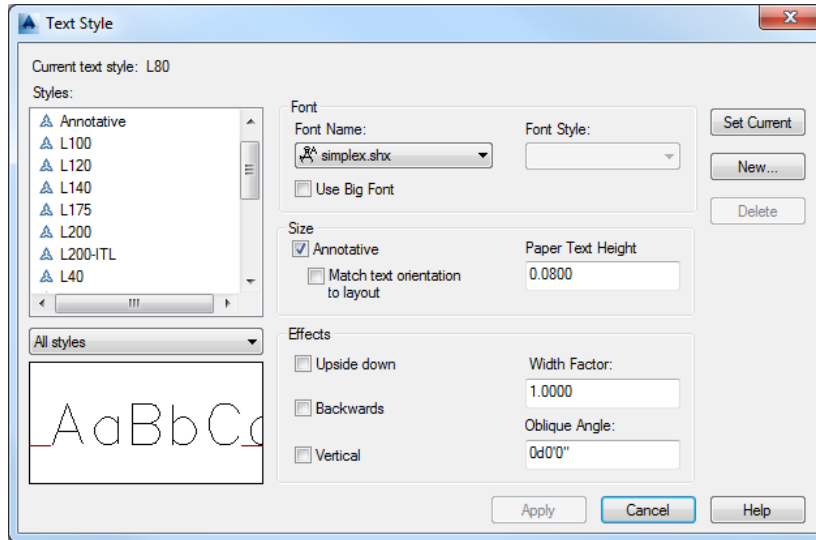 Text Style
Current text style: L80
Styles:
Annotative
L100
L120
L140
L175
L200
L200-ITL
L40
All styles
AaBbCc
Font
Font Name:
simplex.shx
Use Big Font
Font Style:
Size
Annotative
Match text orientation
to layout
Paper Text Height
0.0800
Effects
Upside down
Backwards
Vertical
Width Factor:
1.0000
Oblique Angle:
0d0'0"
Set Current
New...
Delete
Apply
Cancel
Help